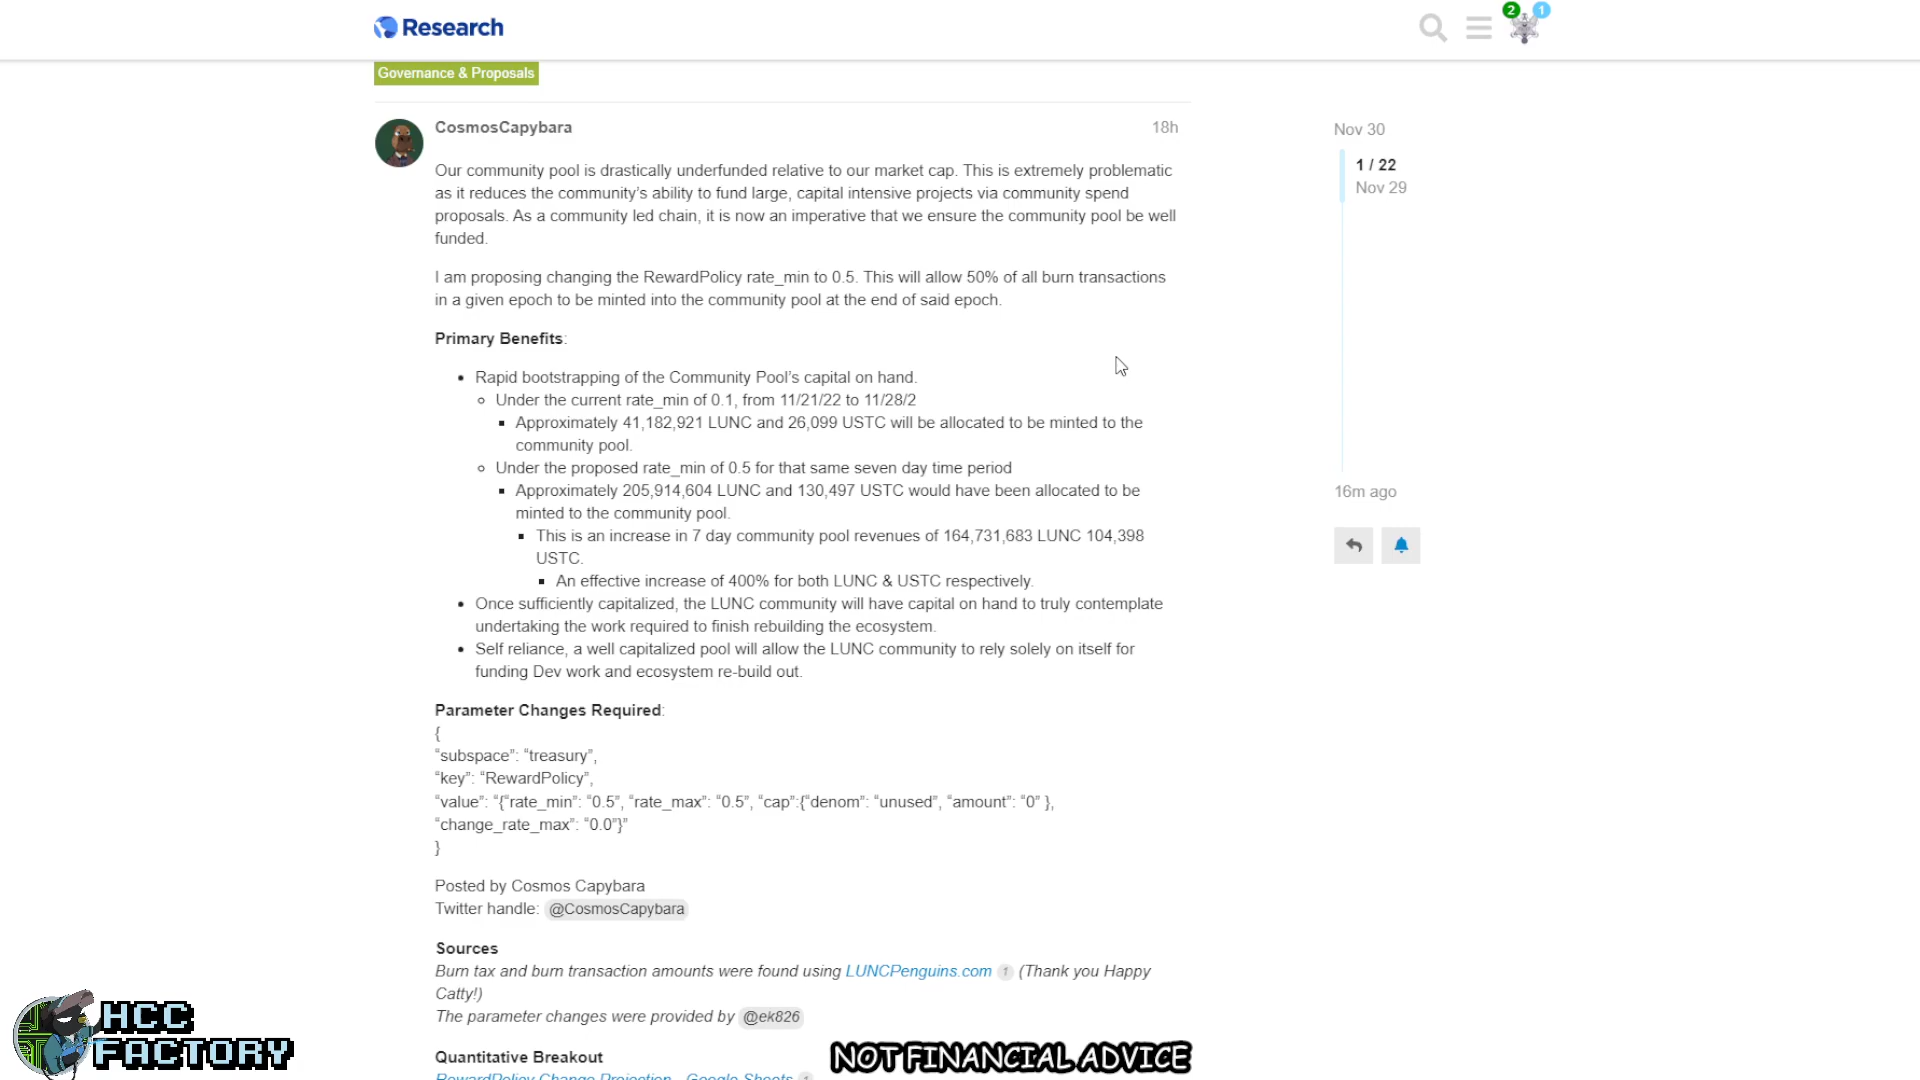 Research
2
1
Governance & Proposals
CosmosCapybara
18h
Our community pool is drastically underfunded relative to our market cap. This is extremely problematic
as it reduces the community’s ability to fund large, capital intensive projects via community spend
proposals. As a community led chain, it is now an imperative that we ensure the community pool be well
funded.
I am proposing changing the RewardPolicy rate_min to 0.5. This will allow 50% of all burn transactions
in a given epoch to be minted into the community pool at the end of said epoch.
Primary Benefits:
Rapid bootstrapping of the Community Pool’s capital on hand.
Under the current rate_min of 0.1, from 11/21/22 to 11/28/2
Approximately 41,182,921 LUNC and 26,099 USTC will be allocated to be minted to the
community pool.
Under the proposed rate_min of 0.5 for that same seven day time period
Approximately 205,914,604 LUNC and 130,497 USTC would have been allocated to be
minted to the community pool.
This is an increase in 7 day community pool revenues of 164,731,683 LUNC 104,398
USTC.
An effective increase of 400% for both LUNC & USTC respectively.
Once sufficiently capitalized, the LUNC community will have capital on hand to truly contemplate
undertaking the work required to finish rebuilding the ecosystem.
Self reliance, a well capitalized pool will allow the LUNC community to rely solely on itself for
funding Dev work and ecosystem re-build out.
Parameter Changes Required:
{
“subspace”: “treasury”,
“key”: “RewardPolicy”,
“value”: “{“rate_min”: “0.5”, “rate_max”: “0.5”, “cap”:{“denom”: “unused”, “amount”: “0” },
“change_rate_max”: “0.0”}”
}
Posted by Cosmos Capybara
Twitter handle: @CosmosCapybara
Sources
Burn tax and burn transaction amounts were found using LUNCPenguins.com 1 (Thank you Happy
Catty!)
The parameter changes were provided by @ek826
Quantitative Breakout
RewardPolicy Change Projection - Google Sheets 1
Nov 30
1 / 22
Nov 29
16m ago
HCC
FACTORY
NOT FINANCIAL ADVICE